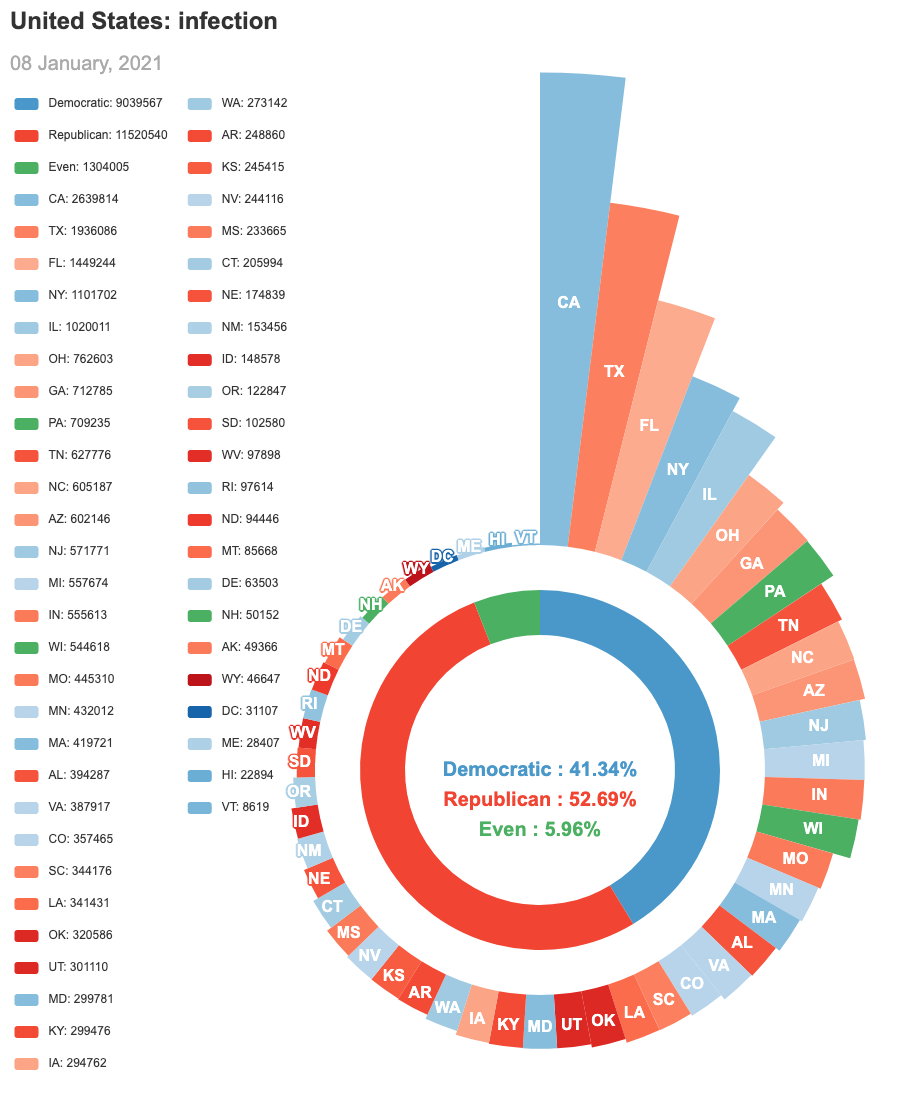 United States: infection
08 January, 2021
Democratic: 9039567
Republican: 11520540
Even: 1304005
CA: 2639814
TX: 1936086
FL: 1449244
NY: 1101702
IL: 1020011
OH: 762603
GA: 712785
PA: 709235
TN: 627776
NC: 605187
AZ: 602146
NJ: 571771
MI: 557674
IN: 555613
WI: 544618
MO: 445310
MN: 432012
MA: 419721
AL: 394287
VA: 387917
CO: 357465
SC: 344176
LA: 341431
OK: 320586
UT: 301110
MD: 299781
KY: 299476
IA: 294762
WA: 273142
AR: 248860
KS: 245415
NV: 244116
MS: 233665
CT: 205994
NE: 174839
NM: 153456
ID: 148578
OR: 122847
SD: 102580
WV: 97898
RI: 97614
ND: 94446
MT: 85668
DE: 63503
NH: 50152
AK: 49366
WY: 46647
DC: 31107
ME: 28407
HI: 22894
VT: 8619
CA
TX
FL
NY
IL
OH
GA
PA
TN
NC
AZ
NJ
MI
IN
WI
MO
MN
MA
AL
VA
CO
SC
LA
OK
UT
MD
KY
IA
WA
AR
KS
NV
MS
CT
NE
NM
ID
OR
SD
WV
RI
ND
MT
DE
NH
AK
WY
DC
ME
HI
VT
Democratic : 41.34%
Republican : 52.69%
Even : 5.96%